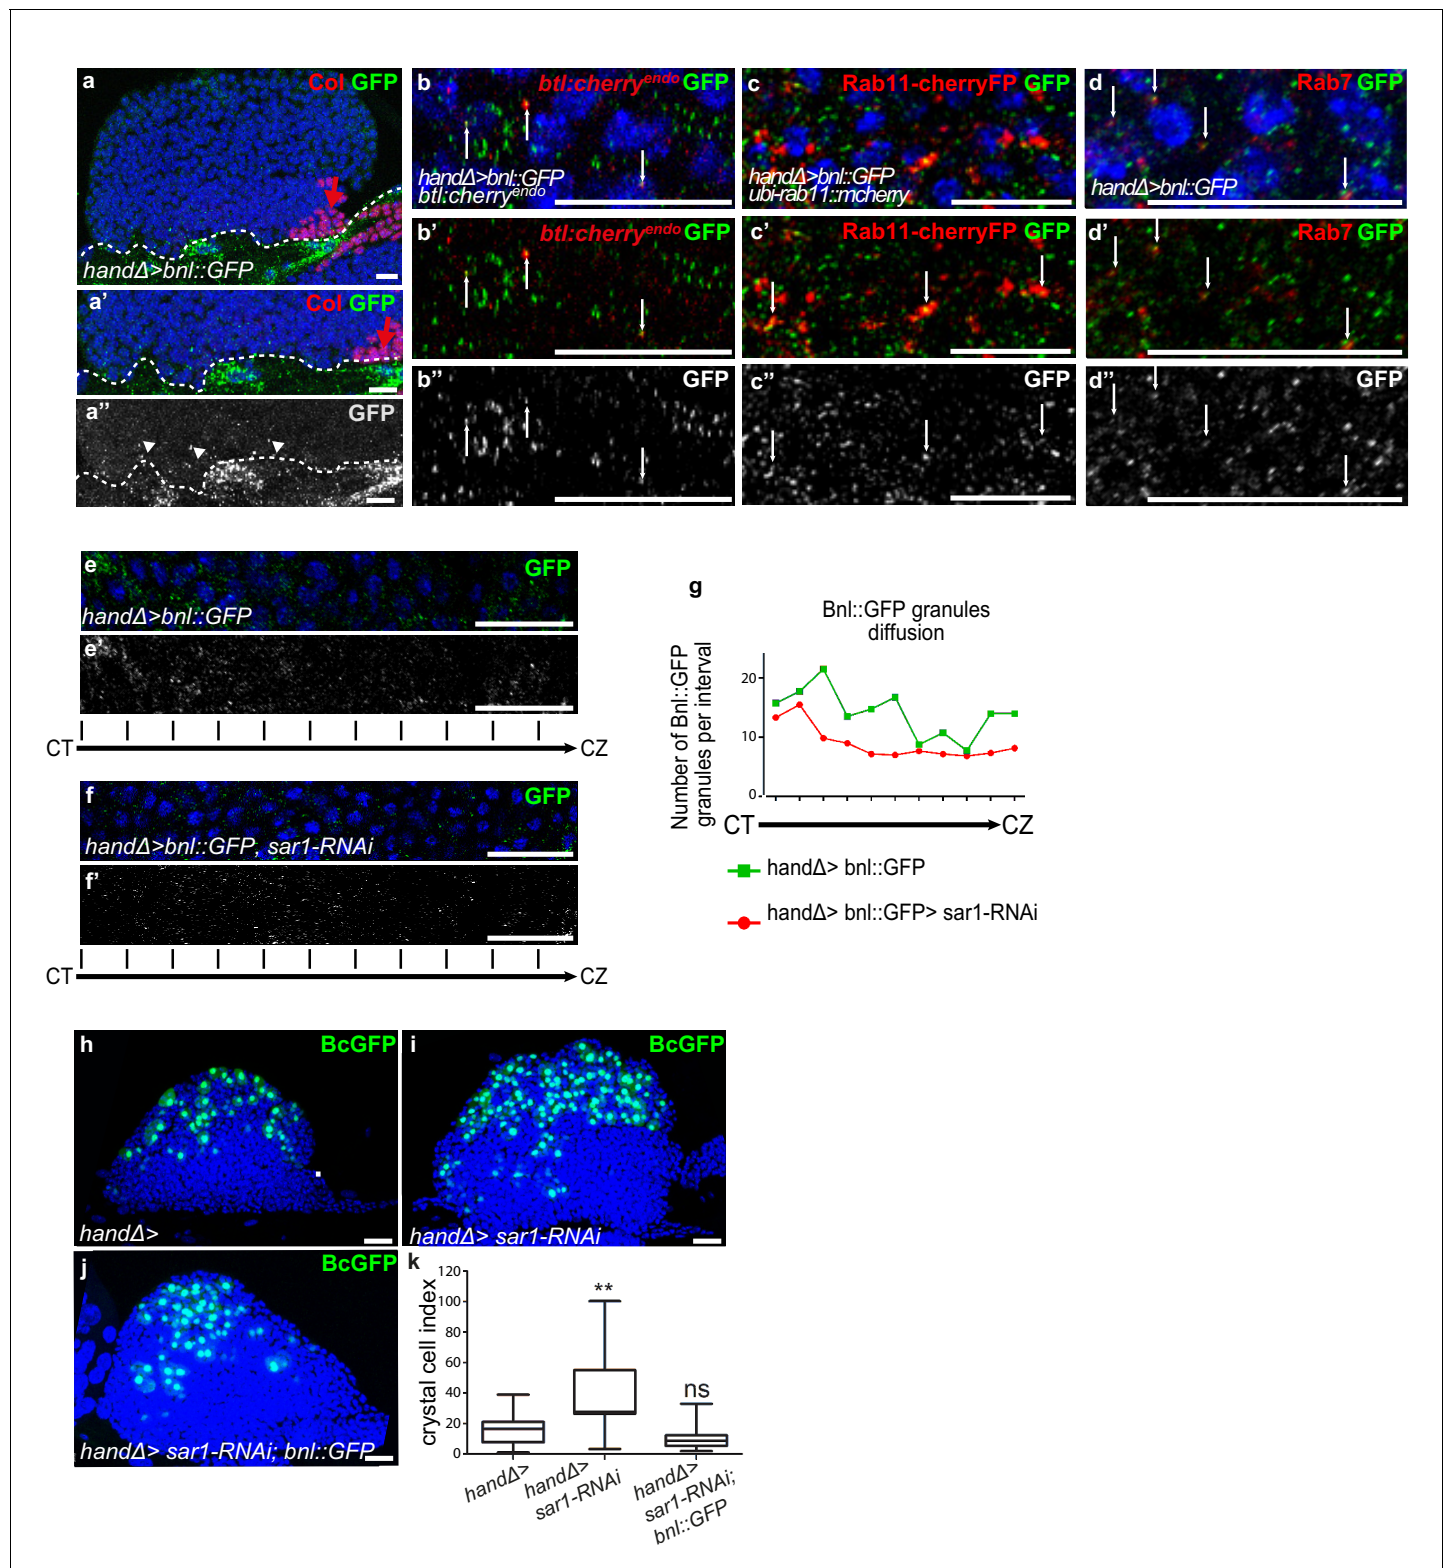 a
Col GFP
handΔ>bnl::GFP
a’
Col GFP
a’’
GFP
b
btl:cherryendo GFP
handΔ>bnl::GFP
btl:cherryendo
b’
btl:cherryendo GFP
b’’
GFP
c
Rab11-cherryFP GFP
handΔ>bnl::GFP
ubi-rab11::mcherry
c’
Rab11-cherryFP GFP
c’’
GFP
d
Rab7 GFP
handΔ>bnl::GFP
d’
Rab7 GFP
d’’
GFP
e
GFP
handΔ>bnl::GFP
e’
CT
CZ
f
GFP
handΔ>bnl::GFP, sar1-RNAi
f’
CT
CZ
g
Bnl::GFP granules
diffusion
Number of Bnl::GFP
granules per interval
20
10
0
CT
CZ
handΔ> bnl::GFP
handΔ> bnl::GFP> sar1-RNAi
h
BcGFP
handΔ>
i
BcGFP
handΔ> sar1-RNAi
j
BcGFP
handΔ> sar1-RNAi; bnl::GFP
k
crystal cell index
120
100
80
60
40
20
0
**
ns
handΔ>
handΔ>
sar1-RNAi
handΔ>
sar1-RNAi;
bnl::GFP